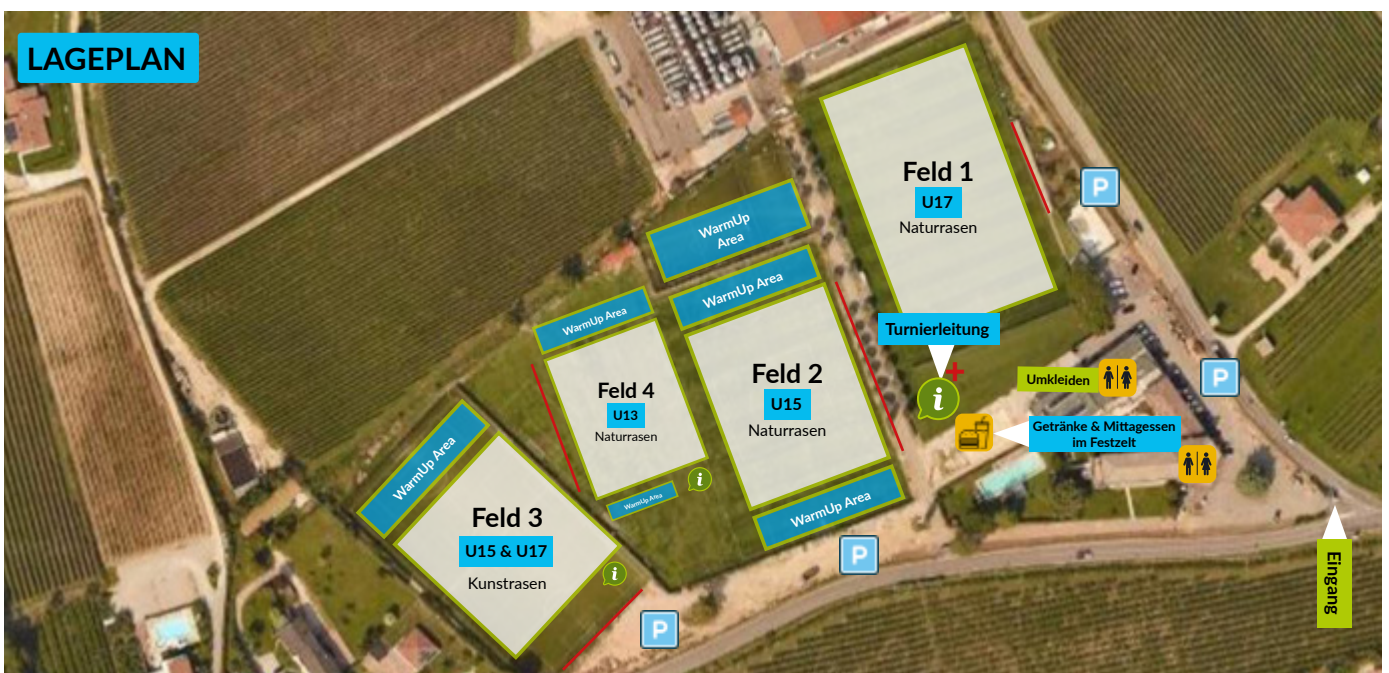 LAGEPLAN
Feld 1
U17
Naturrasen
P
WarmUp
Area
WarmUp Area
WarmUp Area
Turnierleitung
i
Umkleiden
P
Getränke & Mittagessen
im Festzelt
Feld 2
U15
Naturrasen
Feld 4
U13
Naturrasen
WarmUp Area
i
WarmUp Area
WarmUp Area
Feld 3
U15 & U17
Kunstrasen
i
P
P
Eingang